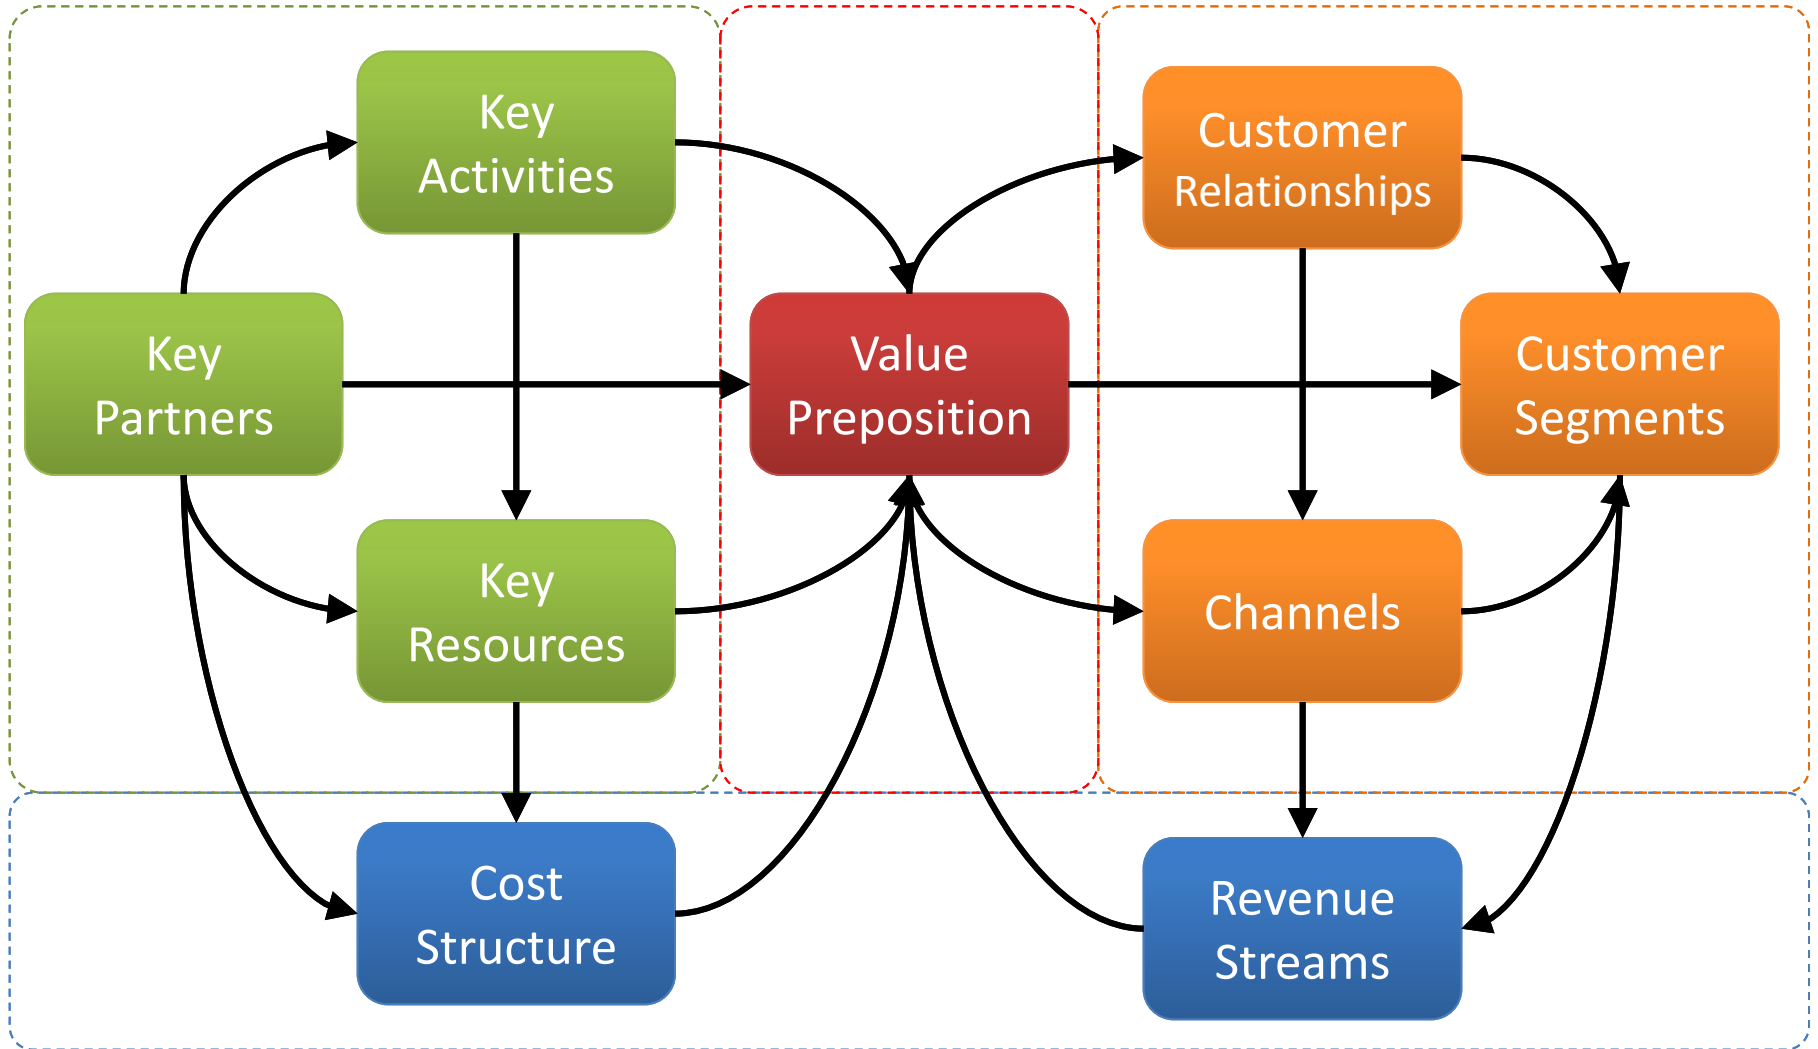 Key
Activities
Customer
Relationships
Key
Partners
Value
Preposition
Customer
Segments
Key
Resources
Channels
Cost
Structure
Revenue
Streams